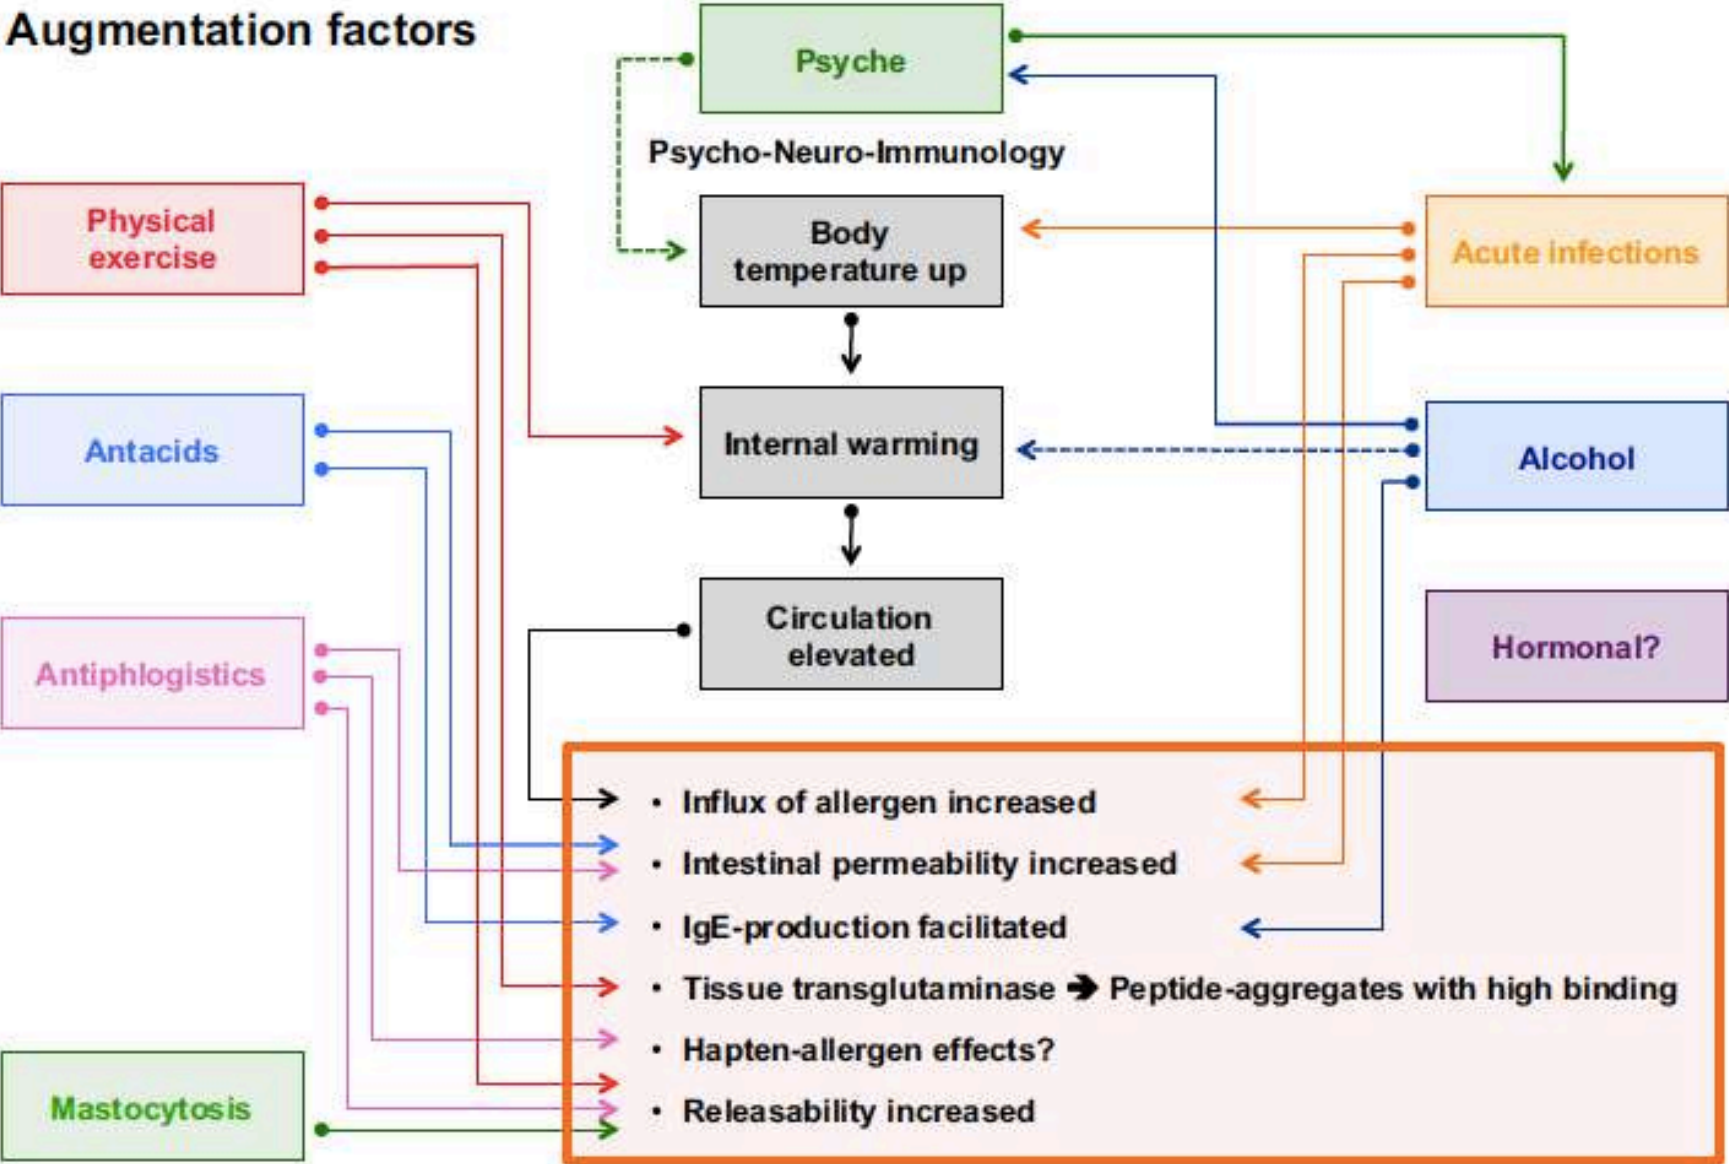 Augmentation factors
Psyche
Psycho-Neuro-Immunology
Physical
exercise
Body
temperature up
Acute infections
Antacids
Internal warming
Alcohol
Antiphlogistics
Circulation
elevated
Hormonal?
• Influx of allergen increased
• Intestinal permeability increased
• IgE-production facilitated
• Tissue transglutaminase ➔ Peptide-aggregates with high binding
• Hapten-allergen effects?
Mastocytosis
• Releasability increased